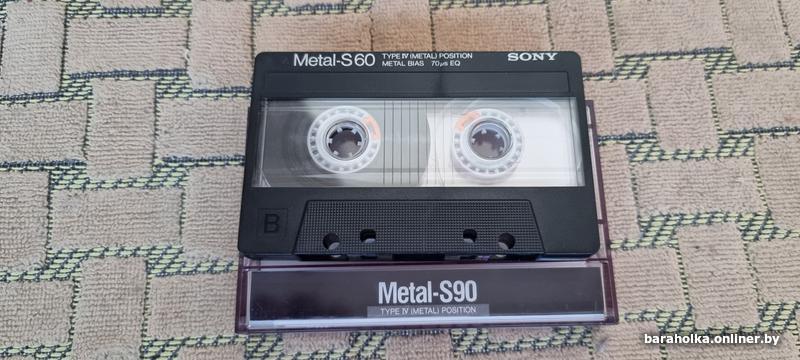 Metal-S 60 TYPE IV (METAL) POSITION SONY
METAL BIAS 70μs EQ
B
Metal-S90
TYPE IV (METAL) POSITION
baraholka.onliner.by